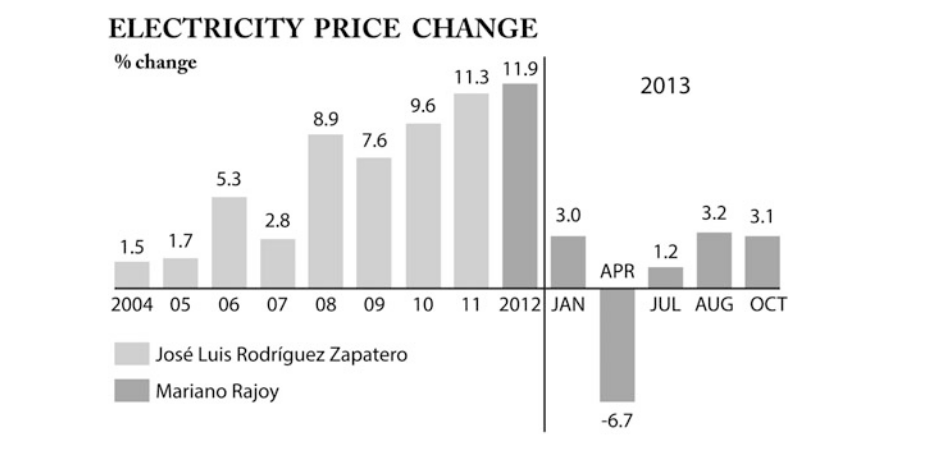 ELECTRICITY PRICE CHANGE
% change
2013
1.5
1.7
5.3
2.8
8.9
7.6
9.6
11.3
11.9
3.0
APR
1.2
3.2
3.1
2004 05 06 07 08 09 10 11 2012 JAN JUL AUG OCT
José Luis Rodríguez Zapatero
Mariano Rajoy
-6.7